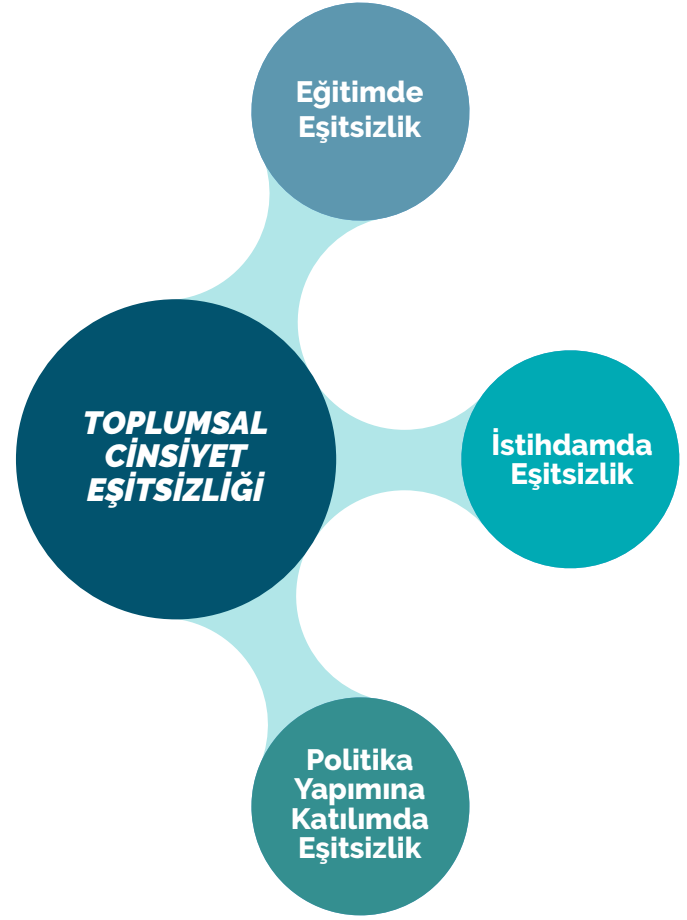 Eğitimde
Eşitsizlik
TOPLUMSAL
CİNSİYET
EŞİTSİZLİĞİ
İstihdamda
Eşitsizlik
Politika
Yapımına
Katılımda
Eşitsizlik